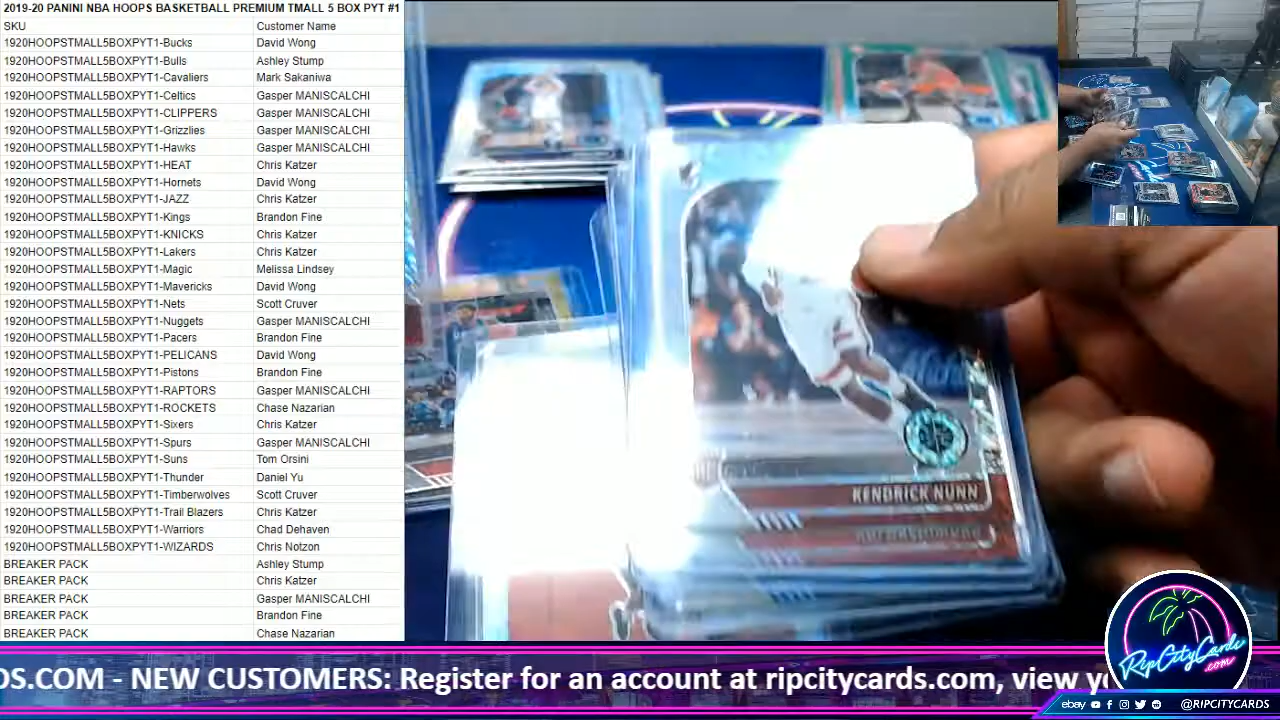 2019-20 PANINI NBA HOOPS BASKETBALL PREMIUM TMALL 5 BOX PYT #1
SKU Customer Name
1920HOOPSTMALL5BOXPYT1-Bucks David Wong
1920HOOPSTMALL5BOXPYT1-Bulls Ashley Stump
1920HOOPSTMALL5BOXPYT1-Cavaliers Mark Sakaniwa
1920HOOPSTMALL5BOXPYT1-Celtics Gasper MANISCALCHI
1920HOOPSTMALL5BOXPYT1-CLIPPERS Gasper MANISCALCHI
1920HOOPSTMALL5BOXPYT1-Grizzlies Gasper MANISCALCHI
1920HOOPSTMALL5BOXPYT1-Hawks Gasper MANISCALCHI
1920HOOPSTMALL5BOXPYT1-HEAT Chris Katzer
1920HOOPSTMALL5BOXPYT1-Hornets David Wong
1920HOOPSTMALL5BOXPYT1-JAZZ Chris Katzer
1920HOOPSTMALL5BOXPYT1-Kings Brandon Fine
1920HOOPSTMALL5BOXPYT1-KNICKS Chris Katzer
1920HOOPSTMALL5BOXPYT1-Lakers Chris Katzer
1920HOOPSTMALL5BOXPYT1-Magic Melissa Lindsey
1920HOOPSTMALL5BOXPYT1-Mavericks David Wong
1920HOOPSTMALL5BOXPYT1-Nets Scott Cruver
1920HOOPSTMALL5BOXPYT1-Nuggets Gasper MANISCALCHI
1920HOOPSTMALL5BOXPYT1-Pacers Brandon Fine
1920HOOPSTMALL5BOXPYT1-PELICANS David Wong
1920HOOPSTMALL5BOXPYT1-Pistons Brandon Fine
1920HOOPSTMALL5BOXPYT1-RAPTORS Gasper MANISCALCHI
1920HOOPSTMALL5BOXPYT1-ROCKETS Chase Nazarian
1920HOOPSTMALL5BOXPYT1-Sixers Chris Katzer
1920HOOPSTMALL5BOXPYT1-Spurs Gasper MANISCALCHI
1920HOOPSTMALL5BOXPYT1-Suns Tom Orsini
1920HOOPSTMALL5BOXPYT1-Thunder Daniel Yu
1920HOOPSTMALL5BOXPYT1-Timberwolves Scott Cruver
1920HOOPSTMALL5BOXPYT1-Trail Blazers Chris Katzer
1920HOOPSTMALL5BOXPYT1-Warriors Chad Dehaven
1920HOOPSTMALL5BOXPYT1-WIZARDS Chris Notzon
BREAKER PACK Ashley Stump
BREAKER PACK Chris Katzer
BREAKER PACK Gasper MANISCALCHI
BREAKER PACK Brandon Fine
BREAKER PACK Chase Nazarian
KENDRICK NUNN
DS.COM - NEW CUSTOMERS: Register for an account at ripcitycards.com, view
RipCityCards
.com
ebay @RIPCITYCARDS